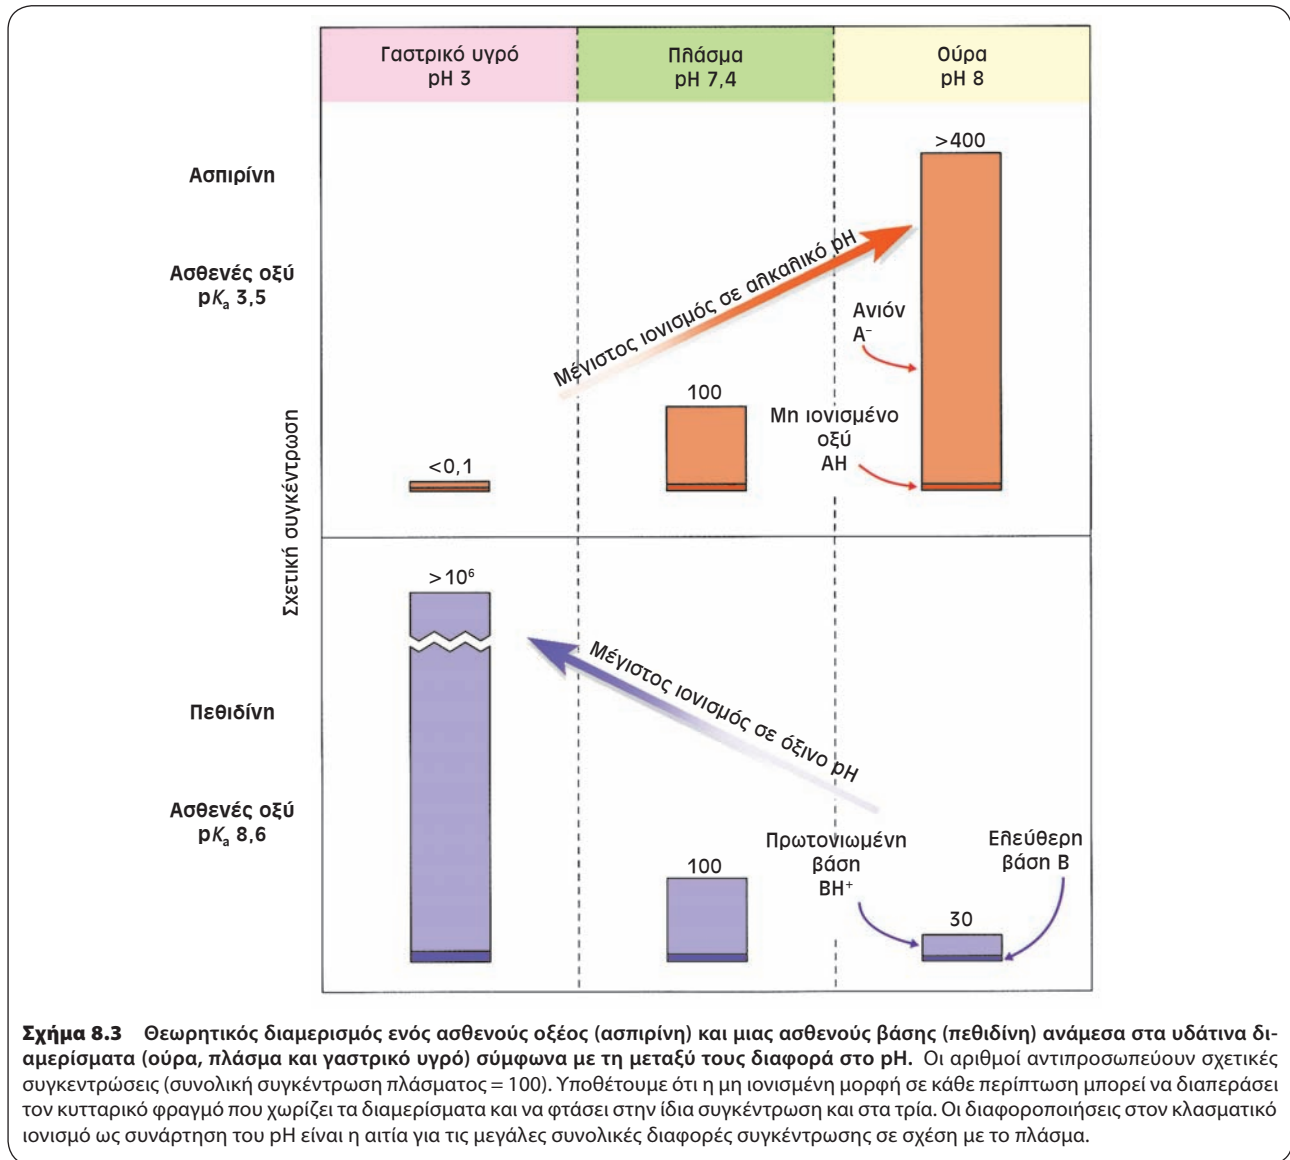 Γαστρικό υγρό
pH 3
Πλάσμα
pH 7,4
Ούρα
pH 8
Ασπιρίνη
Ασθενές οξύ
pKa 3,5
Σχετική συγκέντρωση
<0,1
100
>400
Μέγιστος ιονισμός σε αλκαλικό pH
Ανιόν
A⁻
Μη ιονισμένο
οξύ
AH
Πεθιδίνη
Ασθενές οξύ
pKa 8,6
>10⁶
100
30
Μέγιστος ιονισμός σε όξινο pH
Πρωτονιωμένη
βάση
BH⁺
Ελεύθερη
βάση B
Σχήμα 8.3 Θεωρητικός διαμερισμός ενός ασθενούς οξέος (ασπιρίνη) και μιας ασθενούς βάσης (πεθιδίνη) ανάμεσα στα υδάτινα δι-
αμερίσματα (ούρα, πλάσμα και γαστρικό υγρό) σύμφωνα με τη μεταξύ τους διαφορά στο pH. Οι αριθμοί αντιπροσωπεύουν σχετικές
συγκεντρώσεις (συνολική συγκέντρωση πλάσματος = 100). Υποθέτουμε ότι η μη ιονισμένη μορφή σε κάθε περίπτωση μπορεί να διαπεράσει
τον κυτταρικό φραγμό που χωρίζει τα διαμερίσματα και να φτάσει στην ίδια συγκέντρωση και στα τρία. Οι διαφοροποιήσεις στον κλασματικό
ιονισμό ως συνάρτηση του pH είναι η αιτία για τις μεγάλες συνολικές διαφορές συγκέντρωσης σε σχέση με το πλάσμα.